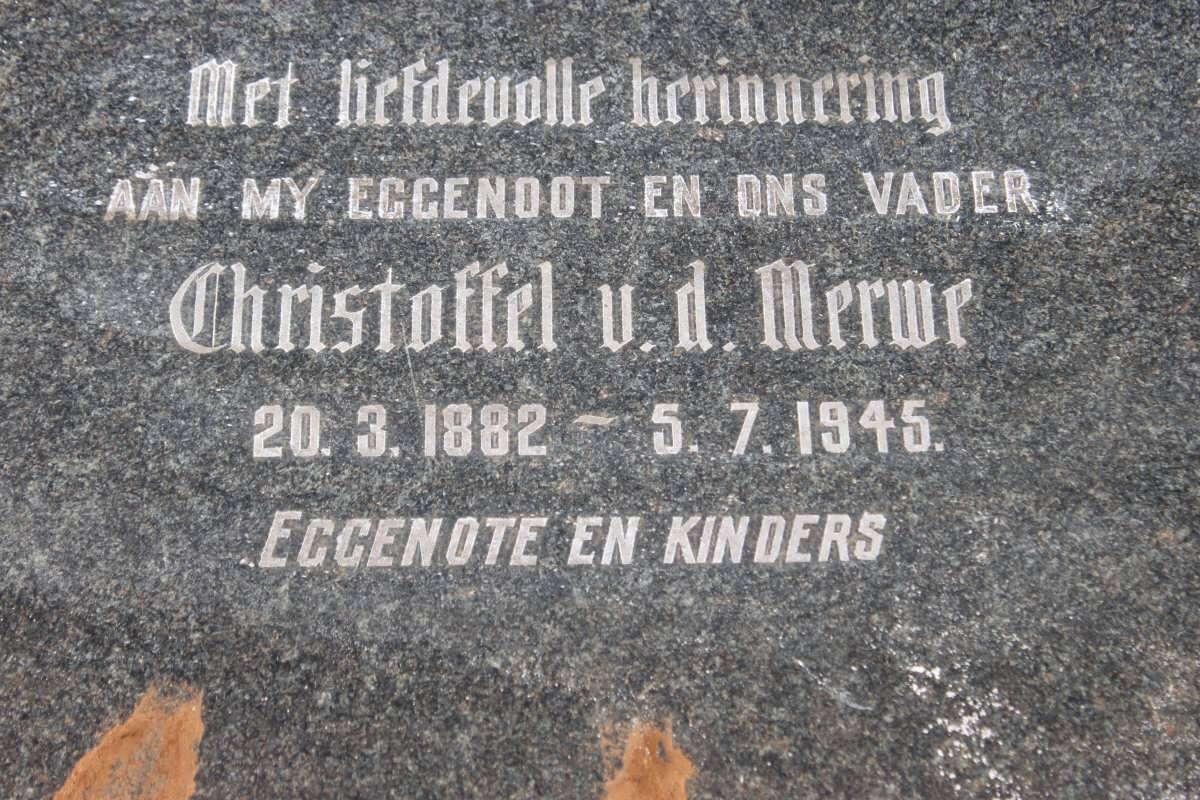 Met liefdevolle herinnering
AAN MY EGGENOOT EN ONS VADER
Christoffel v.d. Merwe
20. 3. 1882 ~ 5. 7. 1945.
EGGENOTE EN KINDERS